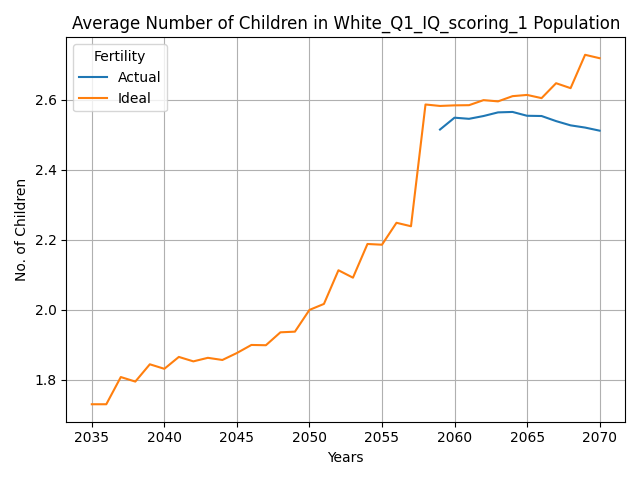 Average Number of Children in White_Q1_IQ_scoring_1 Population
Fertility
Actual
Ideal
No. of Children
2.6
2.4
2.2
2.0
1.8
2035 2040 2045 2050 2055 2060 2065 2070
Years